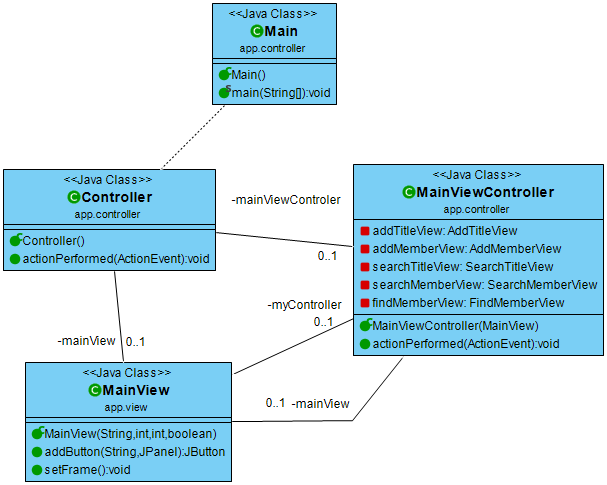 <<Java Class>>
Main
app.controller
Main()
main(String[]):void
<<Java Class>>
Controller
app.controller
Controller()
actionPerformed(ActionEvent):void
-mainViewControler
0..1
<<Java Class>>
MainViewController
app.controller
addTitleView: AddTitleView
addMemberView: AddMemberView
searchTitleView: SearchTitleView
searchMemberView: SearchMemberView
findMemberView: FindMemberView
MainViewController(MainView)
actionPerformed(ActionEvent):void
-myController
0..1
-mainView
0..1
<<Java Class>>
MainView
app.view
MainView(String,int,int,boolean)
addButton(String,JPanel):JButton
setFrame():void
0..1
-mainView